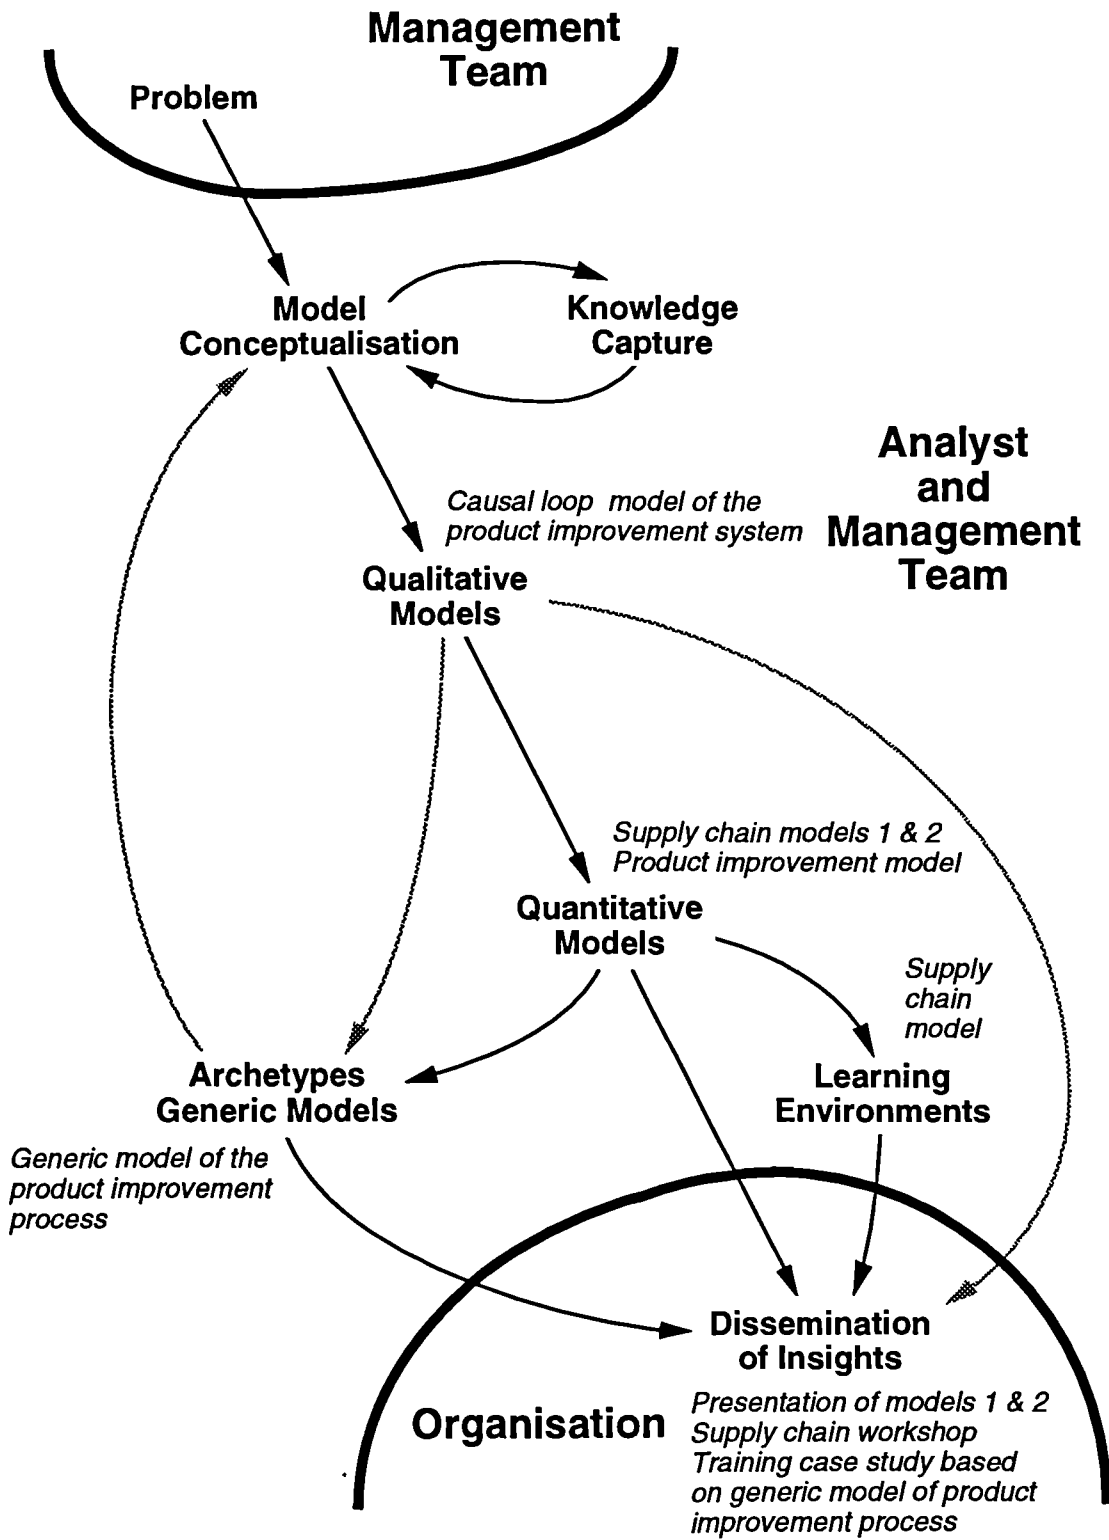 Management
Team
Problem
Model
Conceptualisation
Knowledge
Capture
Analyst
and
Management
Team
Causal loop model of the
product improvement system
Qualitative
Models
Supply chain models 1 & 2
Product improvement model
Quantitative
Models
Supply
chain
model
Archetypes
Generic Models
Learning
Environments
Generic model of the
product improvement
process
Dissemination
of Insights
Organisation
Presentation of models 1 & 2
Supply chain workshop
Training case study based
on generic model of product
improvement process